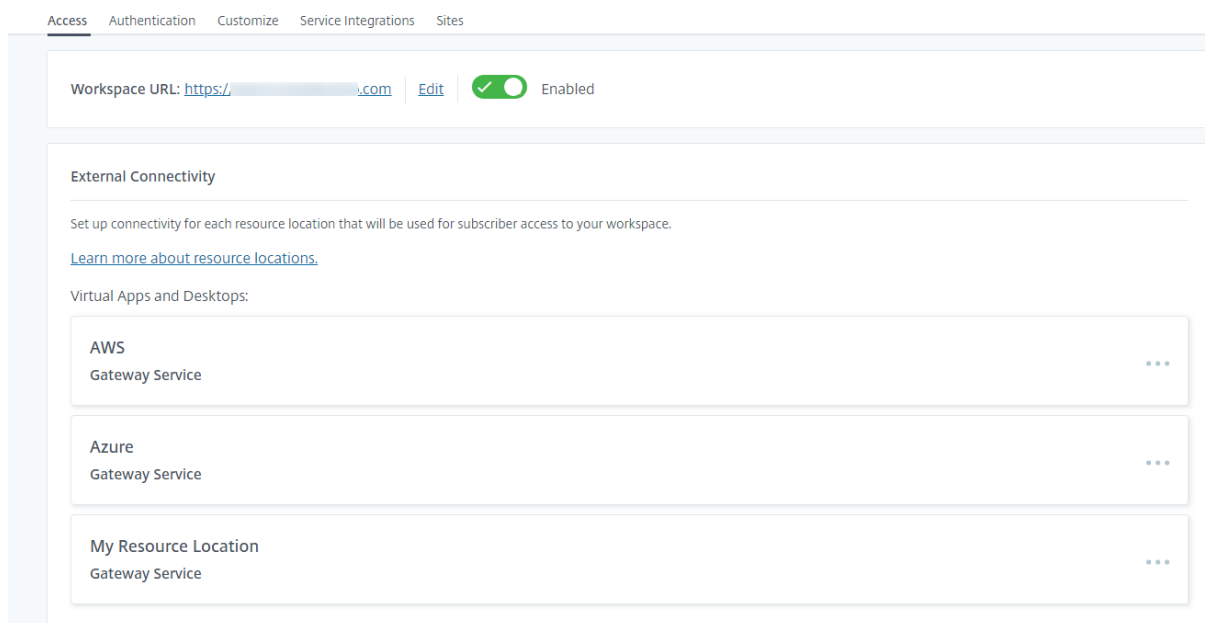 Access Authentication Customize Service Integrations Sites
Workspace URL: https:/ .com Edit Enabled
External Connectivity
Set up connectivity for each resource location that will be used for subscriber access to your workspace.
Learn more about resource locations.
Virtual Apps and Desktops:
AWS
Gateway Service
Azure
Gateway Service
My Resource Location
Gateway Service